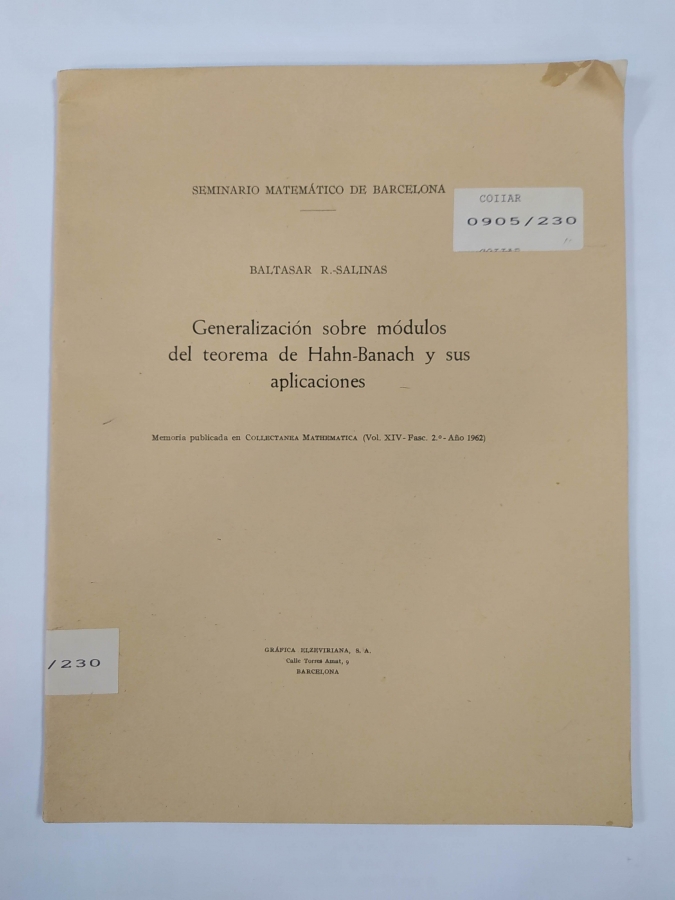 SEMINARIO MATEMÁTICO DE BARCELONA
COIIAR
0905/230
BALTASAR R.-SALINAS
Generalización sobre módulos
del teorema de Hahn-Banach y sus
aplicaciones
Memoria publicada en COLLECTANEA MATHEMATICA (Vol. XIV - Fasc. 2.º - Año 1962)
GRÁFICA ELZEVIRIANA, S. A.
Calle Torres Amat, 9
BARCELONA
/230